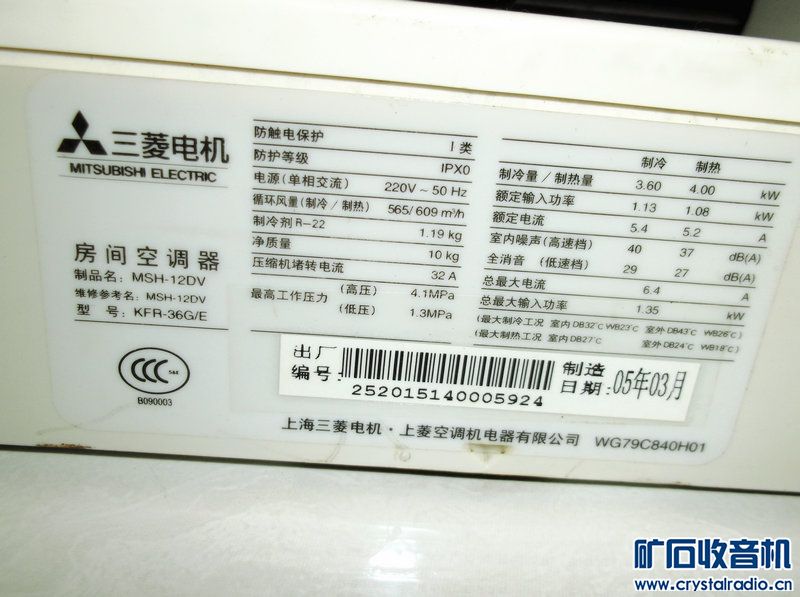 三菱电机
MITSUBISHI ELECTRIC
房间空调器
制品名: MSH-12DV
维修参考名: MSH-12DV
型 号: KFR-36G/E
CCC S&E
B090003
防触电保护 I 类
防护等级 IPX0
电源 (单相交流) 220V ~ 50 Hz
循环风量 (制冷 / 制热) 565/ 609 m³/h
制冷剂 R-22 1.19 kg
净质量 10 kg
压缩机堵转电流 32 A
最高工作压力 (高压) 4.1MPa
(低压) 1.3MPa
制冷 制热
制冷量 / 制热量 3.60 4.00 kW
额定输入功率 1.13 1.08 kW
额定电流 5.4 5.2 A
室内噪声 (高速档) 40 37 dB(A)
全消音 (低速档) 29 27 dB(A)
总最大电流 6.4 A
总最大输入功率 1.35 kW
(最大制冷工况 室内 DB32℃ WB23℃ 室外 DB43℃ WB26℃)
(最大制热工况 室内 DB27℃ 室外 DB24℃ WB18℃)
出厂编号:
252015140005924
制造日期: 05年03月
上海三菱电机·上菱空调机电器有限公司 WG79C840H01
矿石收音机
www.crystalradio.cn